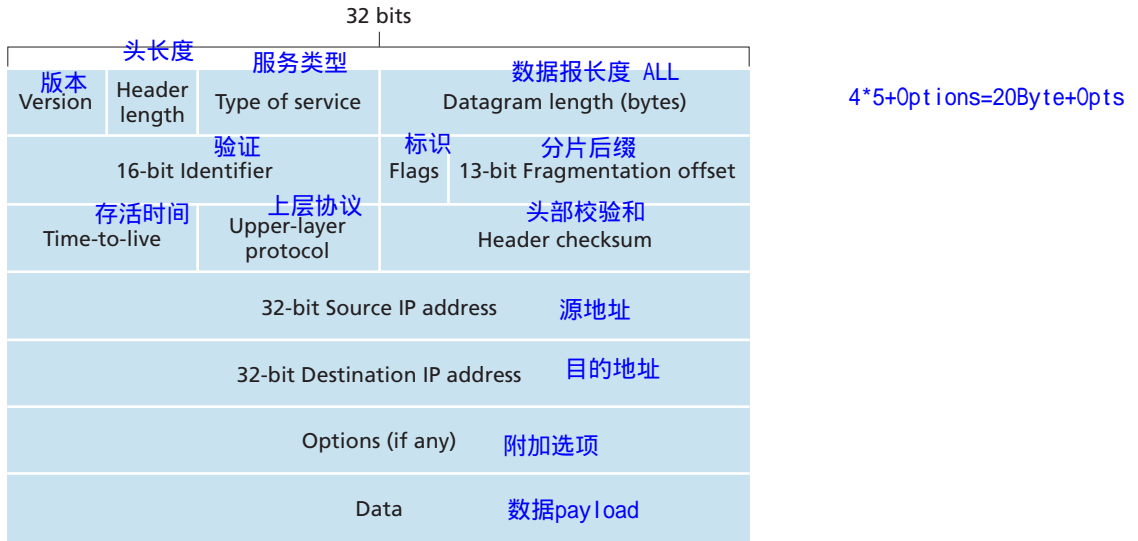 32 bits
头长度
服务类型
数据报长度 ALL
版本
Version
Header
length
Type of service
Datagram length (bytes)
4*5+Options=20Byte+Opts
验证
标识
分片后缀
16-bit Identifier
Flags
13-bit Fragmentation offset
存活时间
上层协议
头部校验和
Time-to-live
Upper-layer
protocol
Header checksum
32-bit Source IP address
源地址
32-bit Destination IP address
目的地址
Options (if any)
附加选项
Data
数据payload